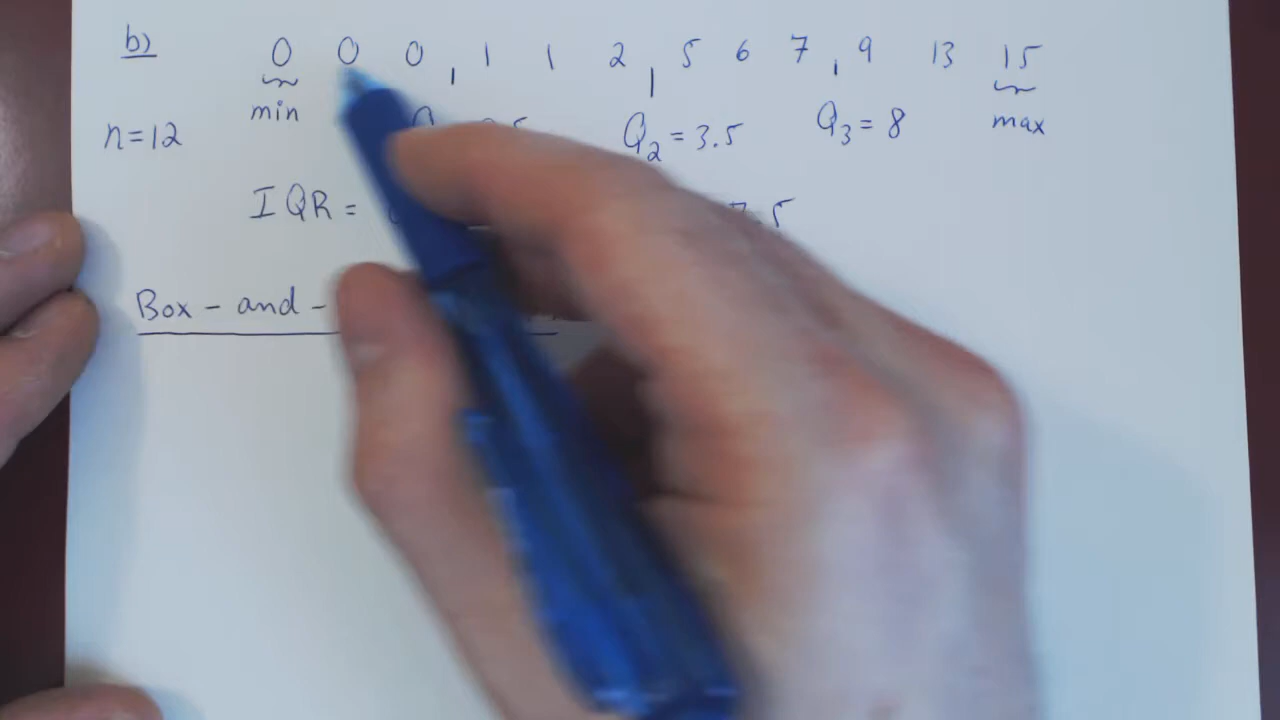 b) 0 0 0 1 1 2 5 6 7 9 13 15
min max
n=12 Q₂ = 3.5 Q₃ = 8
IQR =
Box - and -